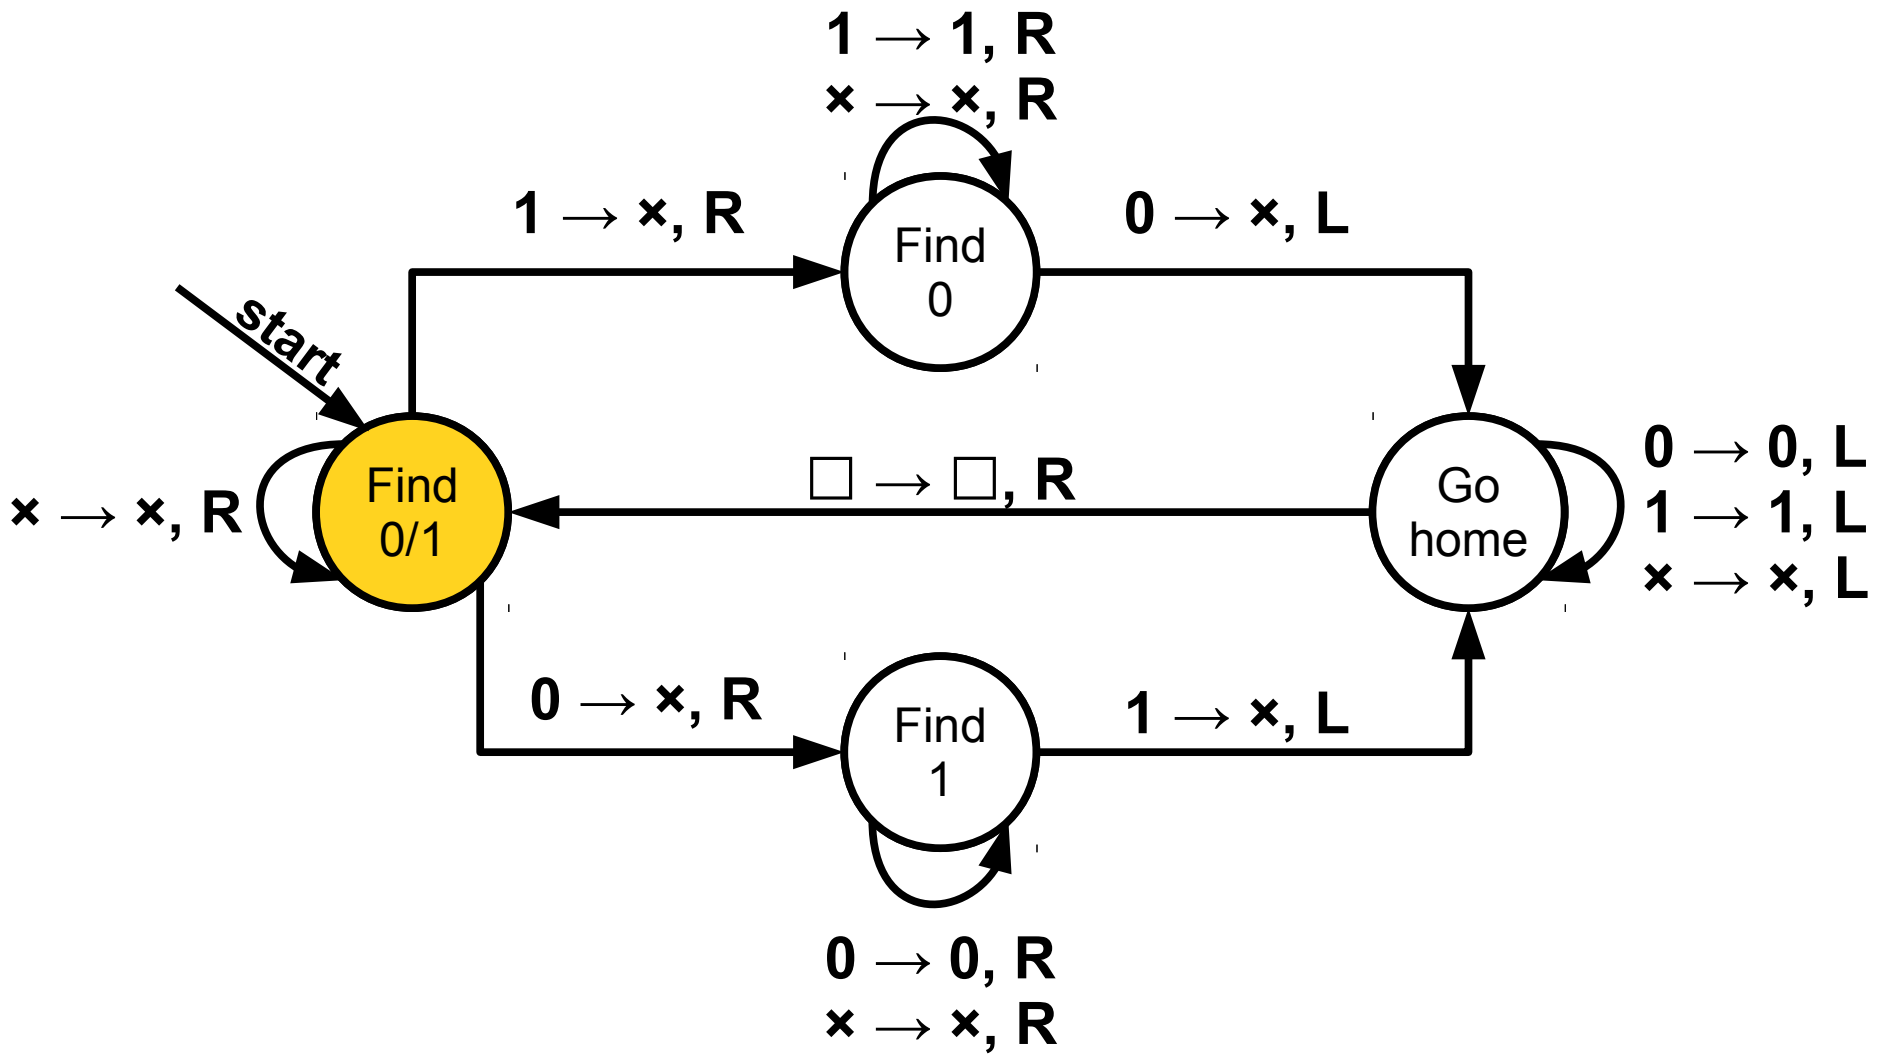 1 → 1, R
× → ×, R
1 → ×, R
Find
0
0 → ×, L
start
× → ×, R
Find
0/1
□ → □, R
Go
home
0 → 0, L
1 → 1, L
× → ×, L
0 → ×, R
Find
1
1 → ×, L
0 → 0, R
× → ×, R